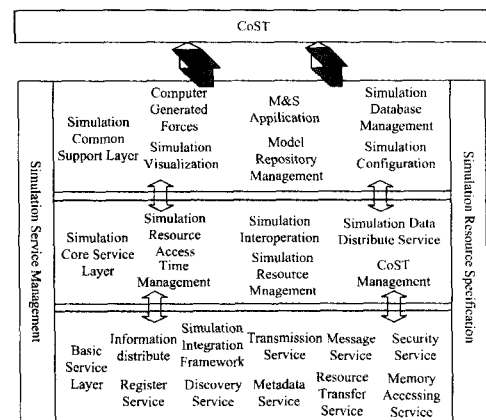 CoST
Simulation Service Management
Simulation
Common
Support Layer
Computer
Generated
Forces
Simulation
Visualization
M&S
Appilication
Model
Repository
Management
Simulation
Database
Management
Simulation
Configuration
Simulation
Core Service
Layer
Simulation
Resource
Access
Time
Management
Simulation
Interoperation
Simulation
Resource
Mnagement
Simulation Data
Distribute Service
CoST
Management
Basic
Service
Layer
Information
distribute
Simulation
Integration
Framework
Transmission
Service
Message
Service
Security
Service
Register
Service
Discovery
Service
Metadata
Service
Resource
Transfer
Service
Memory
Accessing
Service
Simulation Resource Specification